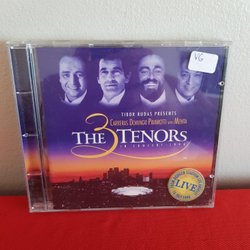 VG
TIBOR RUDAS PRESENTS
CARRERAS DOMINGO PAVAROTTI WITH MEHTA
THE 3 TENORS
IN CONCERT 1994
LIVE